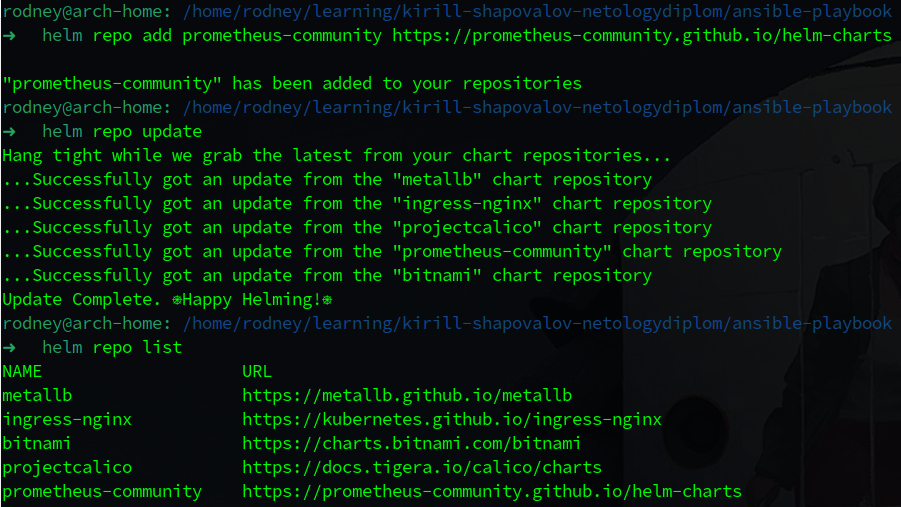 rodney@arch-home: /home/rodney/learning/kirill-shapovalov-netologydiplom/ansible-playbook
➜ helm repo add prometheus-community https://prometheus-community.github.io/helm-charts
"prometheus-community" has been added to your repositories
rodney@arch-home: /home/rodney/learning/kirill-shapovalov-netologydiplom/ansible-playbook
➜ helm repo update
Hang tight while we grab the latest from your chart repositories...
...Successfully got an update from the "metallb" chart repository
...Successfully got an update from the "ingress-nginx" chart repository
...Successfully got an update from the "projectcalico" chart repository
...Successfully got an update from the "prometheus-community" chart repository
...Successfully got an update from the "bitnami" chart repository
Update Complete. ⎈Happy Helming!⎈
rodney@arch-home: /home/rodney/learning/kirill-shapovalov-netologydiplom/ansible-playbook
➜ helm repo list
NAME URL
metallb https://metallb.github.io/metallb
ingress-nginx https://kubernetes.github.io/ingress-nginx
bitnami https://charts.bitnami.com/bitnami
projectcalico https://docs.tigera.io/calico/charts
prometheus-community https://prometheus-community.github.io/helm-charts